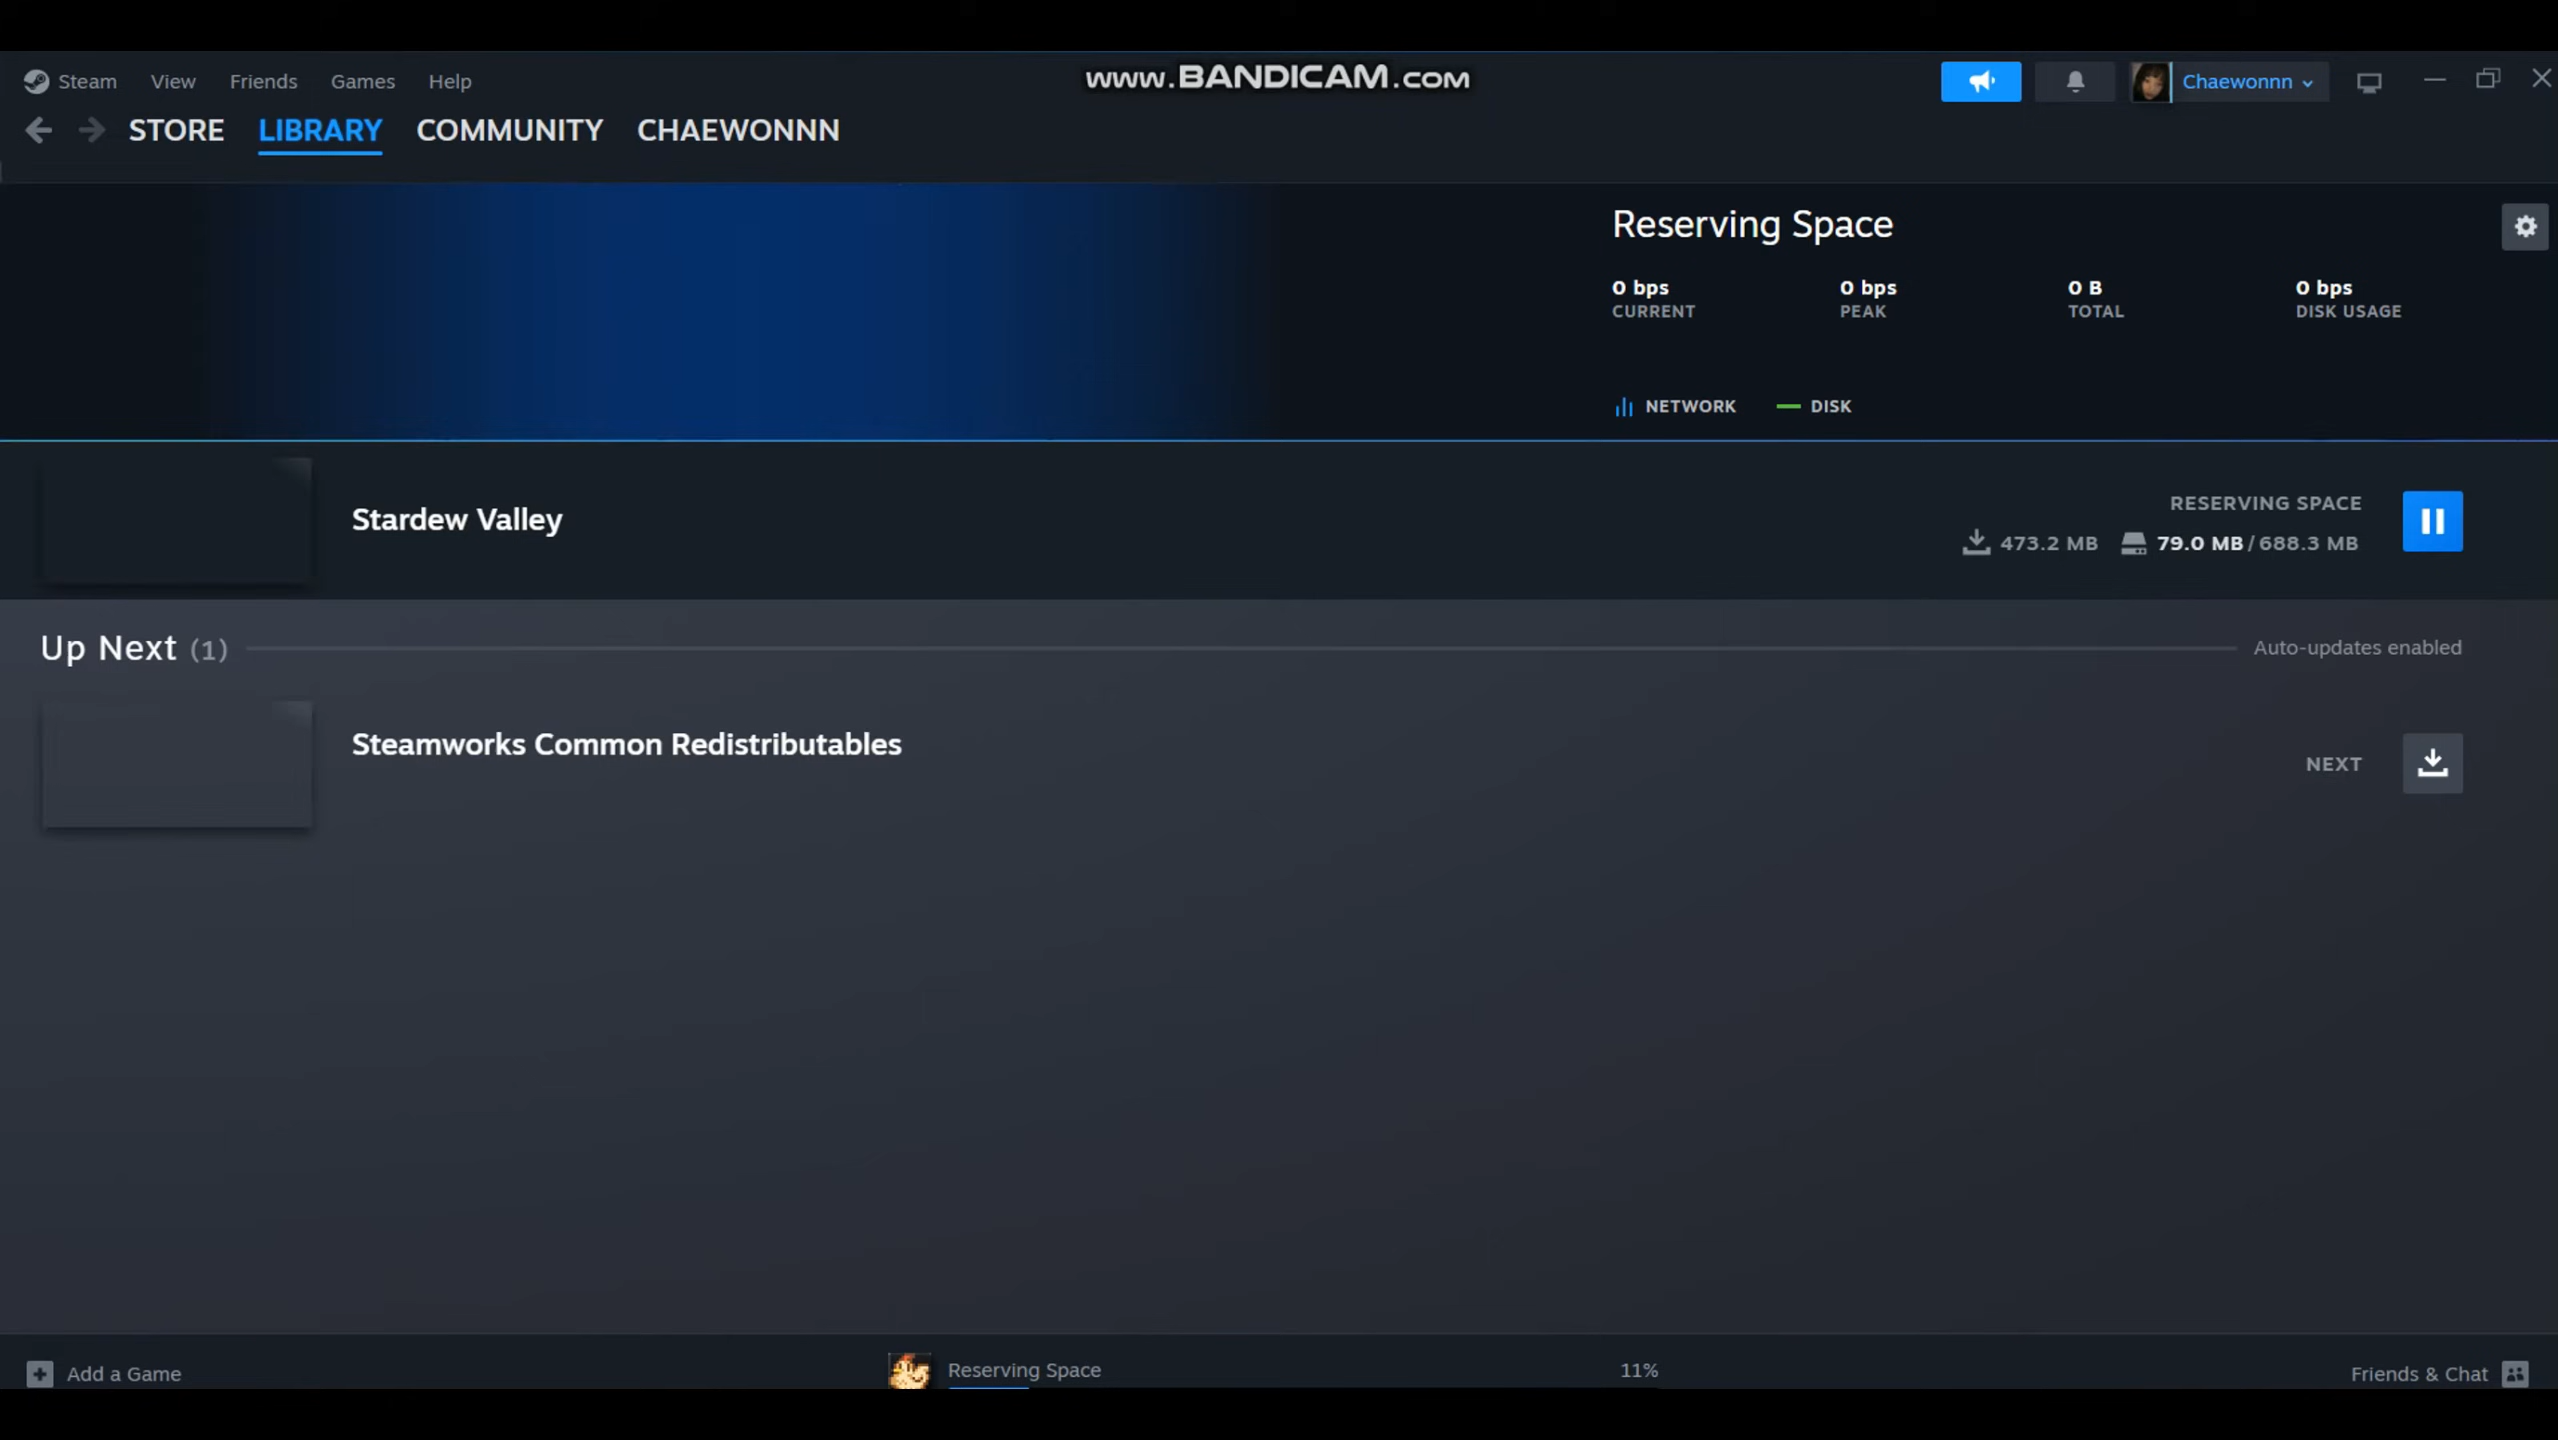 www.BANDICAM.com
Steam View Friends Games Help
Chaewonnn
STORE LIBRARY COMMUNITY CHAEWONNN
Reserving Space
0 bps 0 bps 0 B 0 bps
CURRENT PEAK TOTAL DISK USAGE
NETWORK DISK
Stardew Valley
RESERVING SPACE
473.2 MB 79.0 MB / 688.3 MB
Up Next (1)
Auto-updates enabled
Steamworks Common Redistributables
NEXT
Add a Game
Reserving Space 11%
Friends & Chat